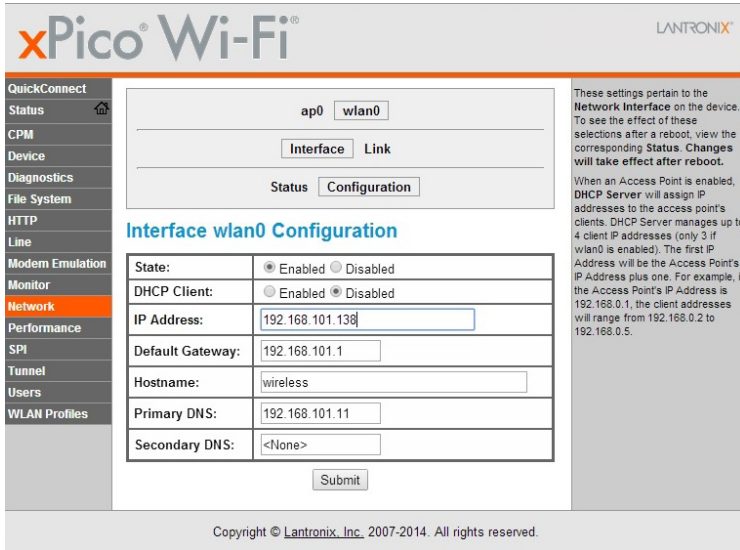 xPico® Wi-Fi®
LANTRONIX®
QuickConnect
Status
CPM
Device
Diagnostics
File System
HTTP
Line
Modem Emulation
Monitor
Network
Performance
SPI
Tunnel
Users
WLAN Profiles
ap0 wlan0
Interface Link
Status Configuration
Interface wlan0 Configuration
State: Enabled Disabled
DHCP Client: Enabled Disabled
IP Address: 192.168.101.138
Default Gateway: 192.168.101.1
Hostname: wireless
Primary DNS: 192.168.101.11
Secondary DNS: <None>
Submit
These settings pertain to the
Network Interface on the device.
To see the effect of these
selections after a reboot, view the
corresponding Status. Changes
will take effect after reboot.
When an Access Point is enabled,
DHCP Server will assign IP
addresses to the access point's
clients. DHCP Server manages up
4 client IP addresses (only 3 if
wlan0 is enabled). The first IP
Address will be the Access Point's
IP Address plus one. For example,
the Access Point's IP Address is
192.168.0.1, the client addresses
will range from 192.168.0.2 to
192.168.0.5.
Copyright © Lantronix, Inc. 2007-2014. All rights reserved.